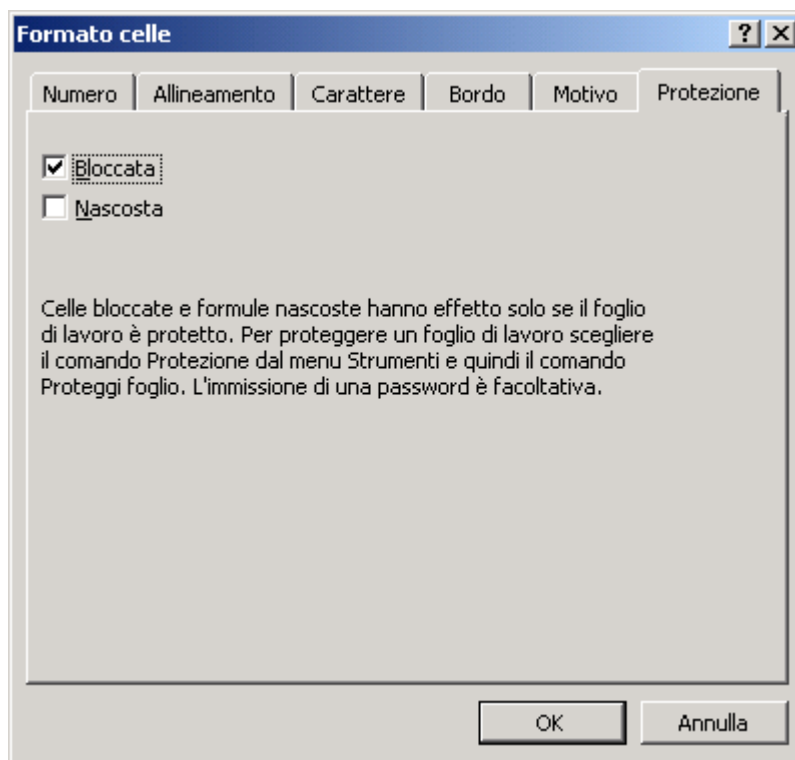 Formato celle
Numero Allineamento Carattere Bordo Motivo Protezione
Bloccata
Nascosta
Celle bloccate e formule nascoste hanno effetto solo se il foglio
di lavoro è protetto. Per proteggere un foglio di lavoro scegliere
il comando Protezione dal menu Strumenti e quindi il comando
Proteggi foglio. L'immissione di una password è facoltativa.
OK Annulla